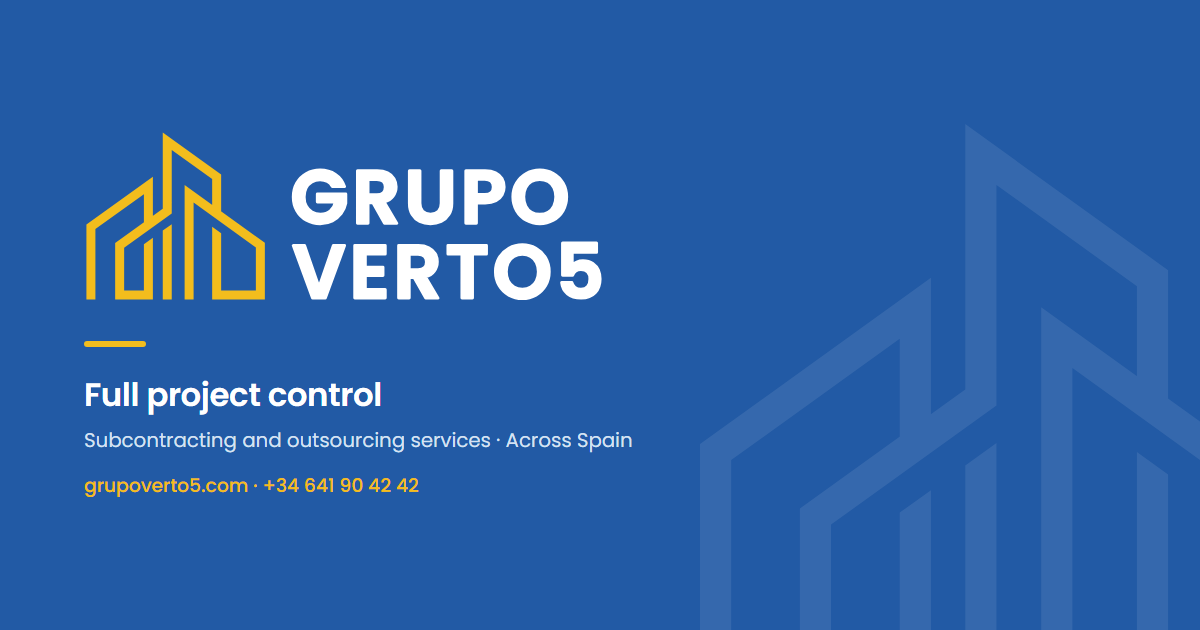 GRUPO
VERTO5
Full project control
Subcontracting and outsourcing services · Across Spain
grupoverto5.com · +34 641 90 42 42